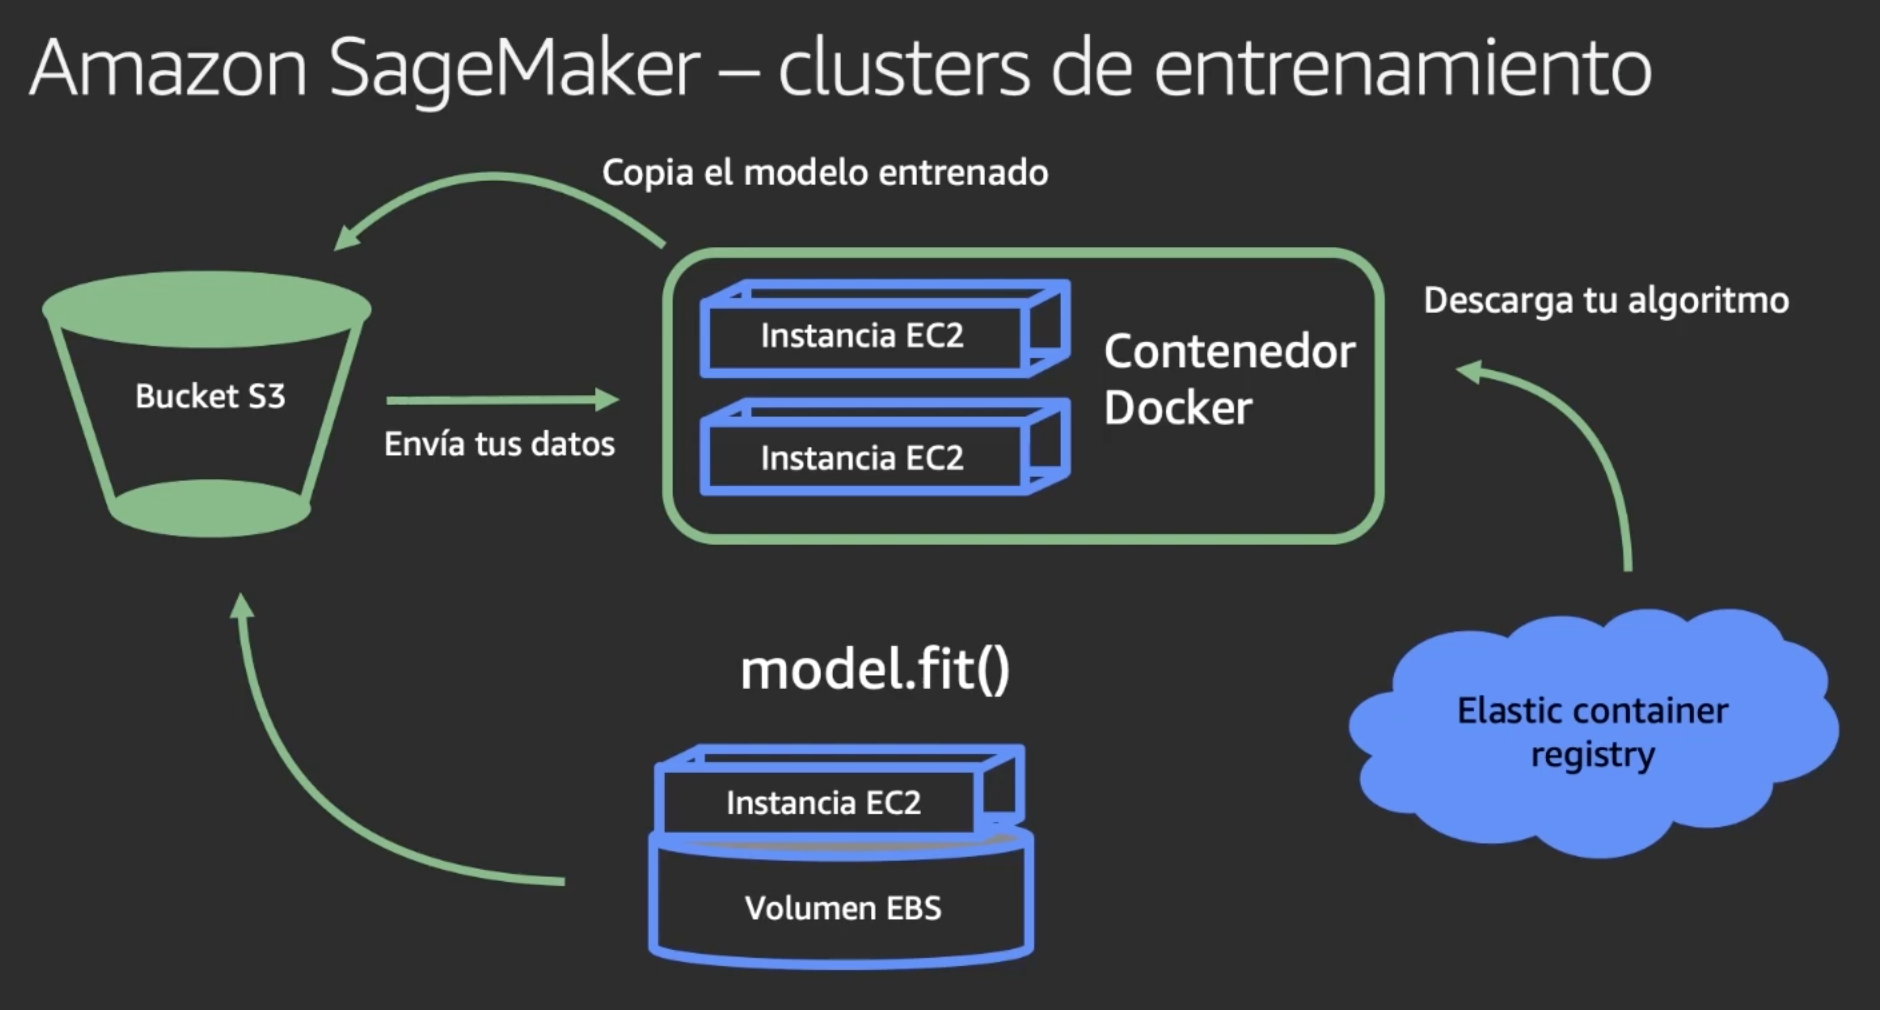 Amazon SageMaker – clusters de entrenamiento
Copia el modelo entrenado
Descarga tu algoritmo
Instancia EC2
Contenedor
Docker
Bucket S3
Envía tus datos
Instancia EC2
model.fit()
Elastic container
registry
Instancia EC2
Volumen EBS